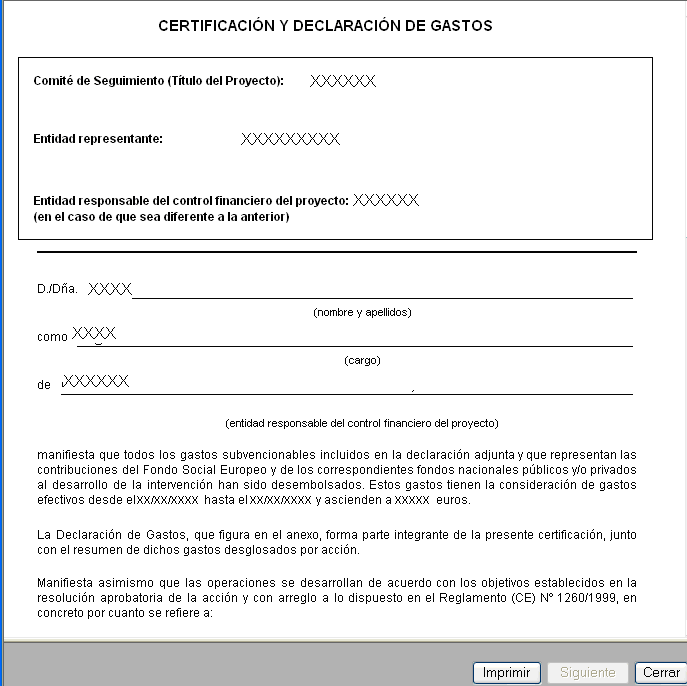 CERTIFICACIÓN Y DECLARACIÓN DE GASTOS
Comité de Seguimiento (Título del Proyecto): XXXXXX
Entidad representante: XXXXXXXXX
Entidad responsable del control financiero del proyecto: XXXXXX
(en el caso de que sea diferente a la anterior)
D./Dña. XXXX
(nombre y apellidos)
como XXXX
(cargo)
de XXXXXX
(entidad responsable del control financiero del proyecto)
manifiesta que todos los gastos subvencionables incluidos en la declaración adjunta y que representan las
contribuciones del Fondo Social Europeo y de los correspondientes fondos nacionales públicos y/o privados
al desarrollo de la intervención han sido desembolsados. Estos gastos tienen la consideración de gastos
efectivos desde el XX/XX/XXXX hasta el XX/XX/XXXX y ascienden a XXXXX euros.
La Declaración de Gastos, que figura en el anexo, forma parte integrante de la presente certificación, junto
con el resumen de dichos gastos desglosados por acción.
Manifiesta asimismo que las operaciones se desarrollan de acuerdo con los objetivos establecidos en la
resolución aprobatoria de la acción y con arreglo a lo dispuesto en el Reglamento (CE) Nº 1260/1999, en
concreto por cuanto se refiere a:
Imprimir Siguiente Cerrar